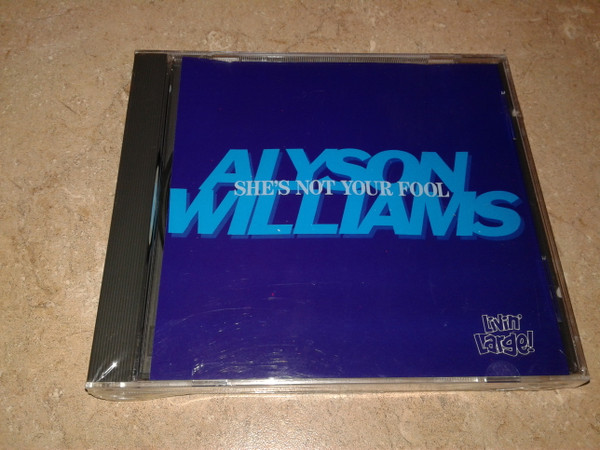 ALYSON
SHE'S NOT YOUR FOOL
WILLIAMS
Livin'
Large!